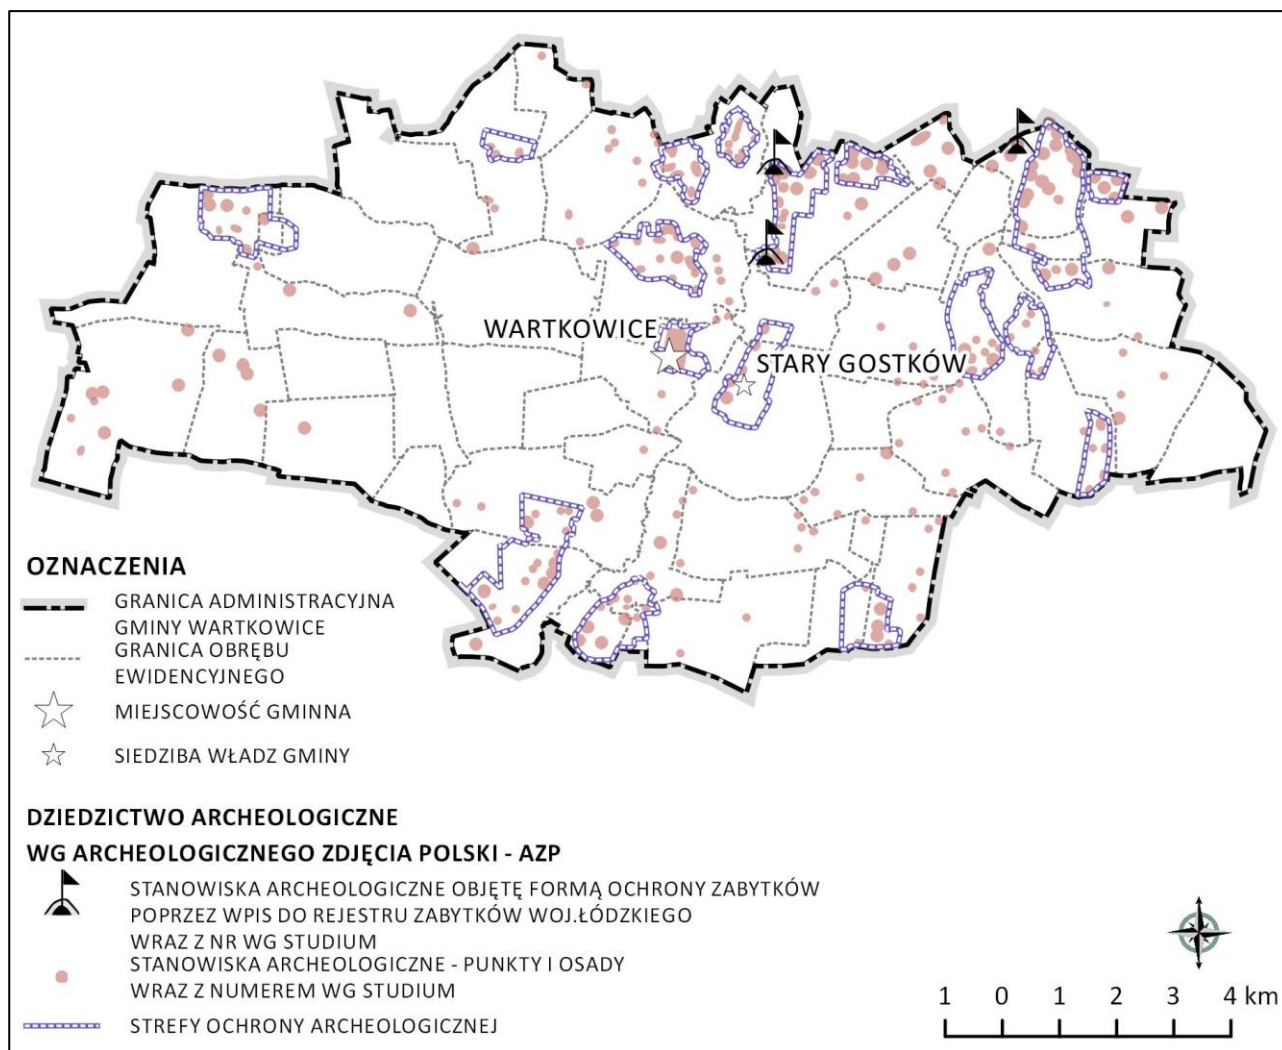 WARTKOWICE
STARY GOSTKÓW
OZNACZENIA
GRANICA ADMINISTRACYJNA
GMINY WARTKOWICE
GRANICA OBRĘBU
EWIDENCYJNEGO
MIEJSCOWOŚĆ GMINNA
SIEDZIBA WŁADZ GMINY
DZIEDZICTWO ARCHEOLOGICZNE
WG ARCHEOLOGICZNEGO ZDJĘCIA POLSKI - AZP
STANOWISKA ARCHEOLOGICZNE OBJĘTĘ FORMĄ OCHRONY ZABYTKÓW
POPRZEZ WPIS DO REJESTRU ZABYTKÓW WOJ.ŁÓDZKIEGO
WRAZ Z NR WG STUDIUM
STANOWISKA ARCHEOLOGICZNE - PUNKTY I OSADY
WRAZ Z NUMEREM WG STUDIUM
STREFY OCHRONY ARCHEOLOGICZNEJ
1 0 1 2 3 4 km